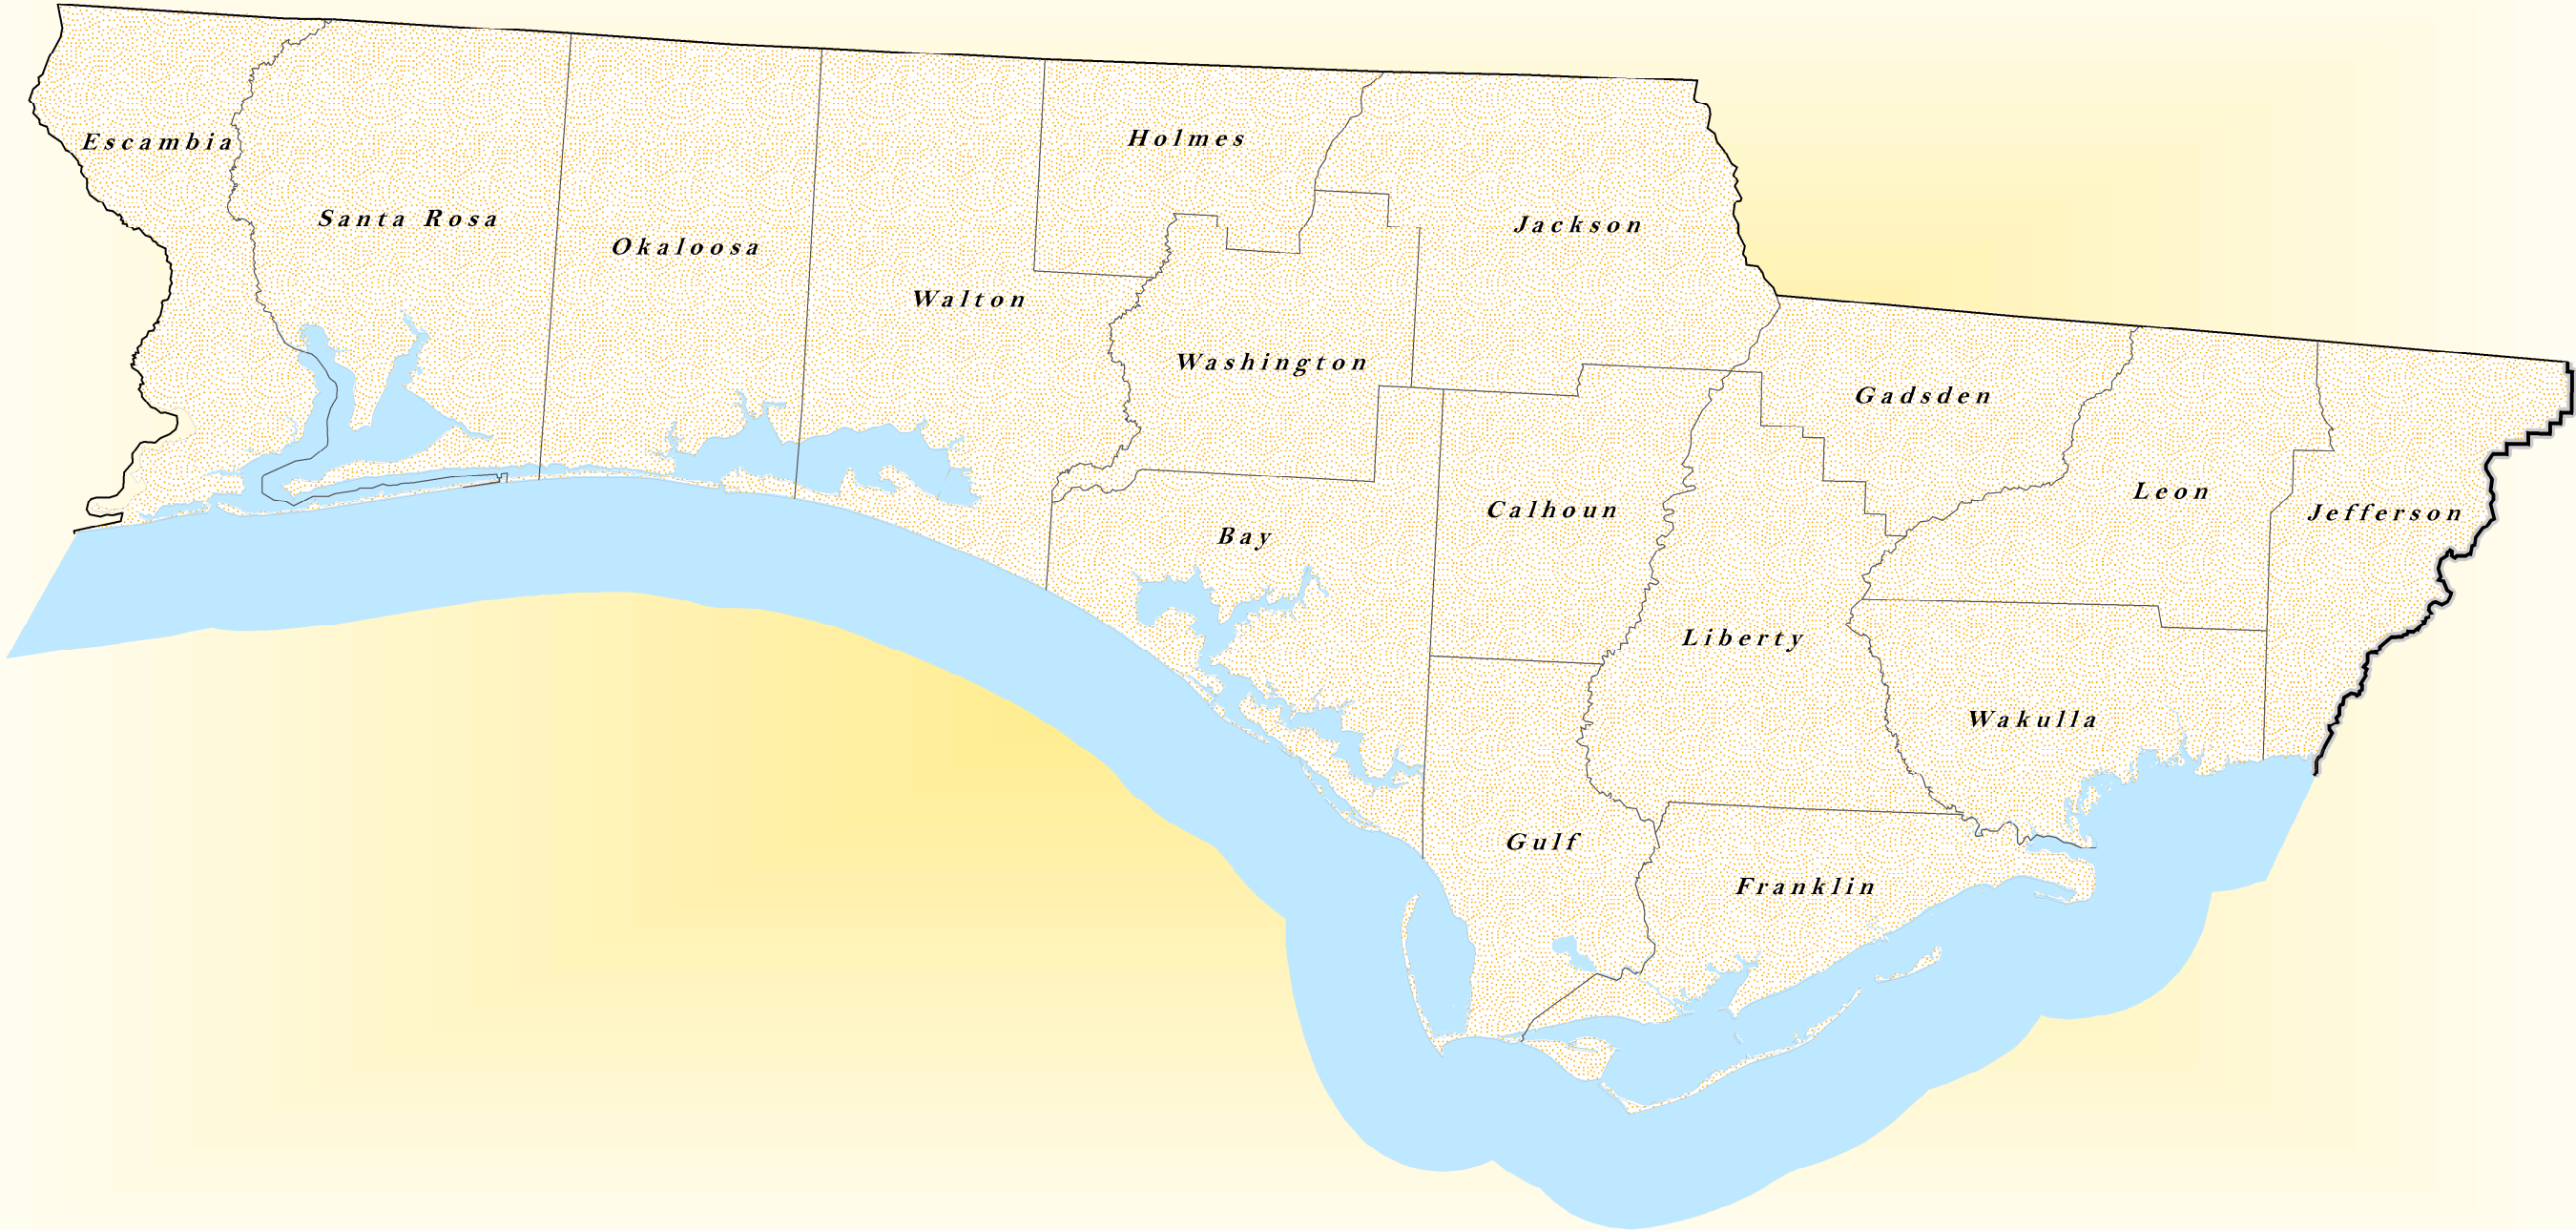 Escambia
Holmes
Santa Rosa
Jackson
Okaloosa
Walton
Washington
Gadsden
Leon
Calhoun
Jefferson
Bay
Liberty
Wakulla
Gulf
Franklin